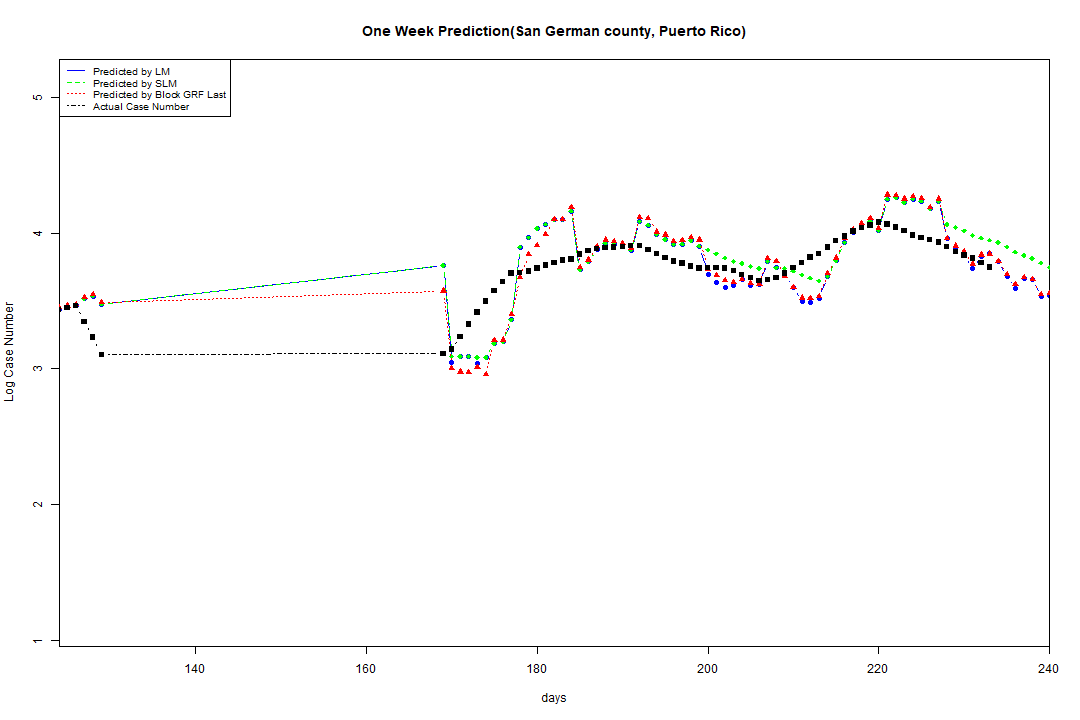 One Week Prediction(San German county, Puerto Rico)
Predicted by LM
Predicted by SLM
Predicted by Block GRF Last
Actual Case Number
Log Case Number
5
4
3
2
1
140 160 180 200 220 240
days